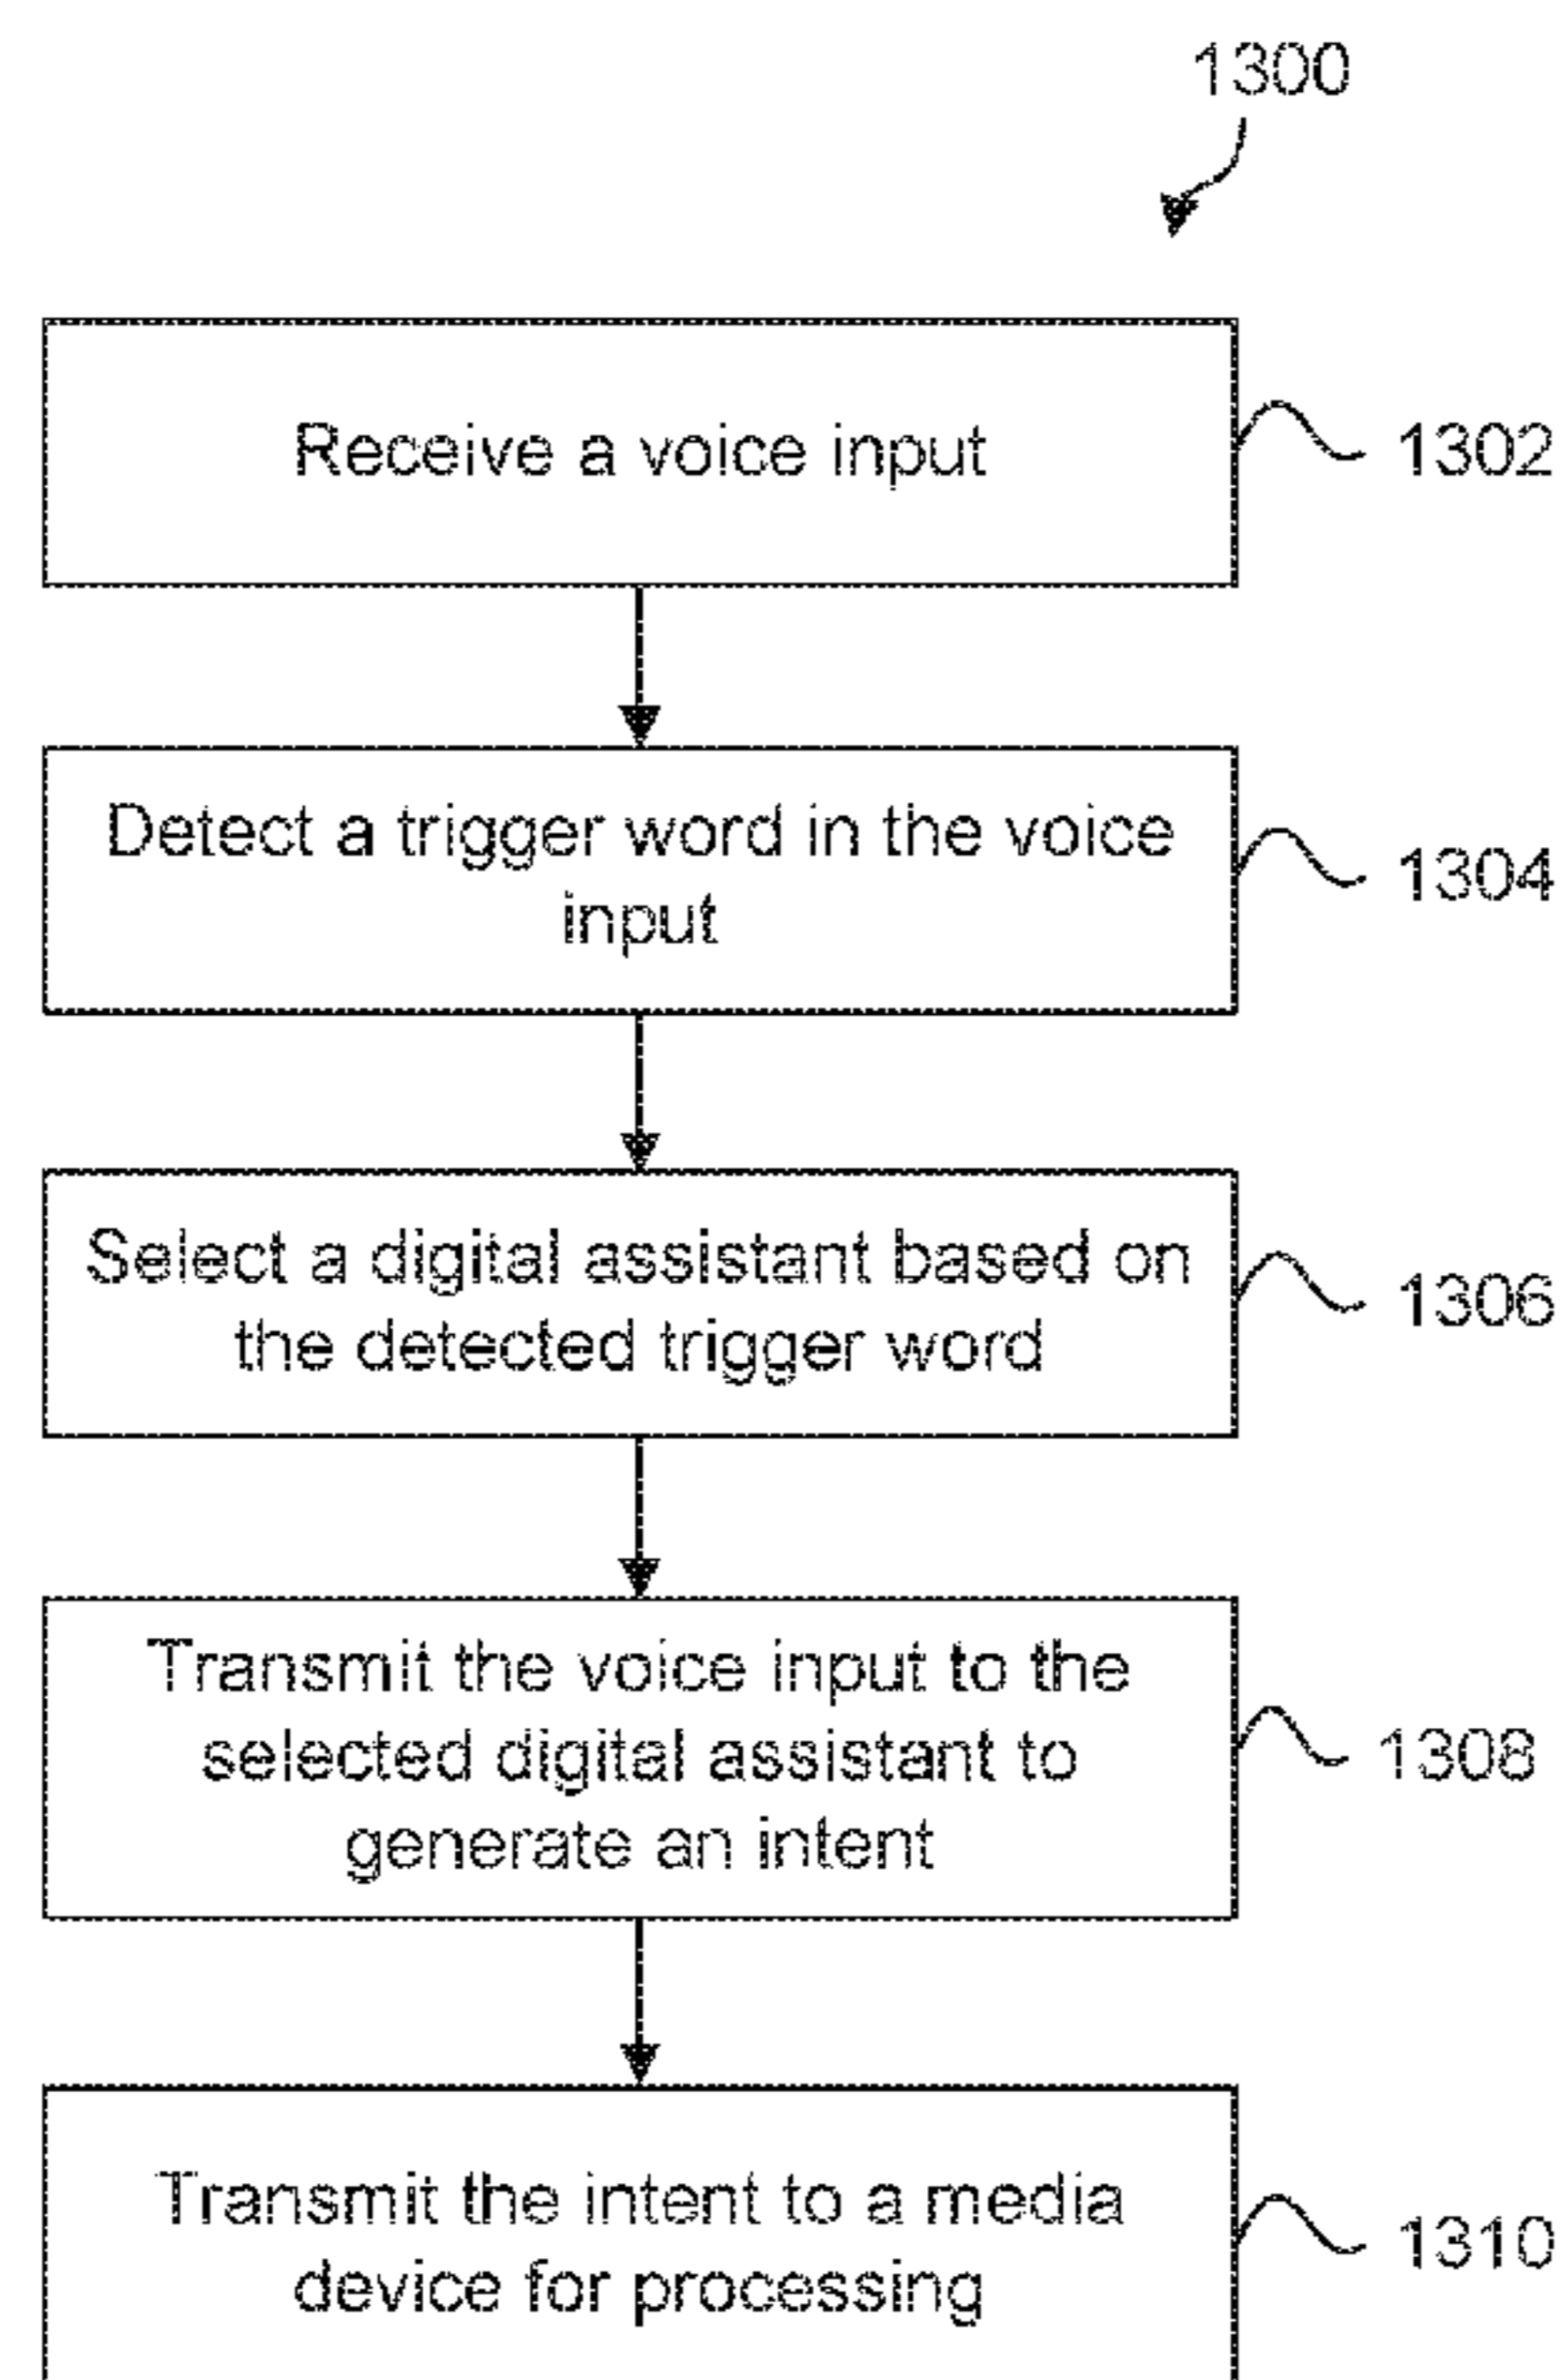 1300
Receive a voice input
1302
Detect a trigger word in the voice
input
1304
Select a digital assistant based on
the detected trigger word
1306
Transmit the voice input to the
selected digital assistant to
generate an intent
1308
Transmit the intent to a media
device for processing
1310